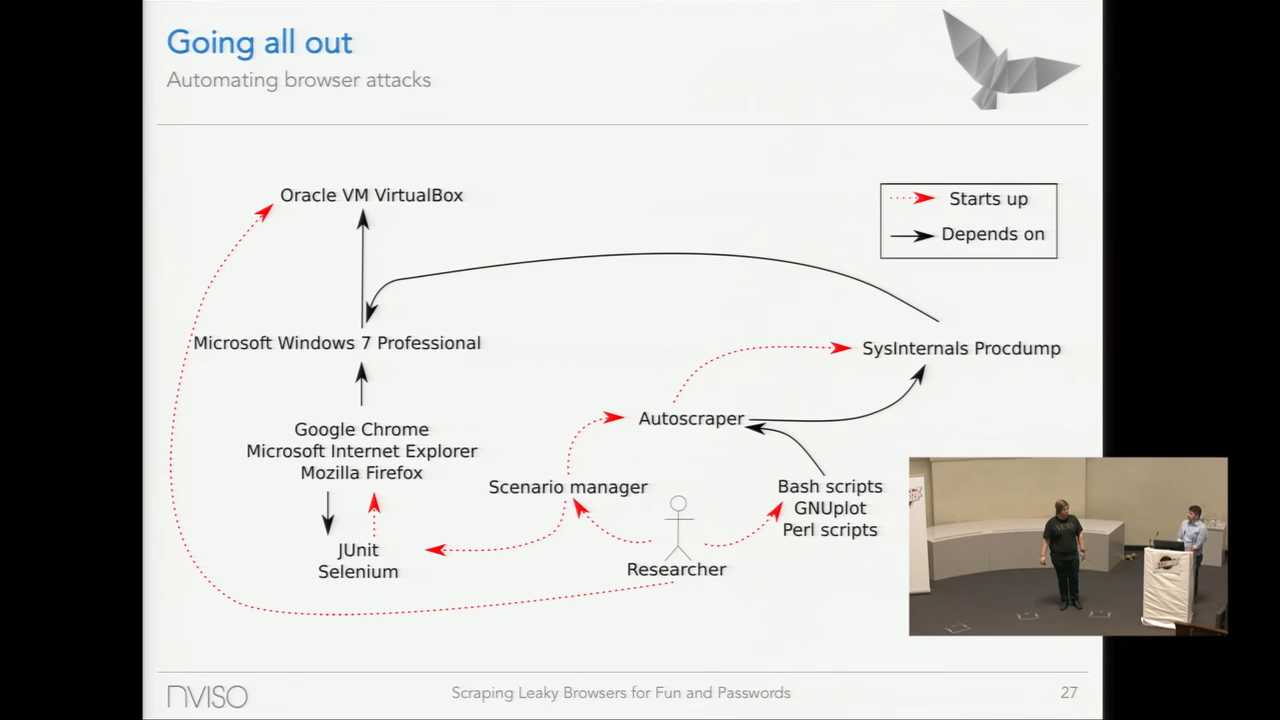 Going all out
Automating browser attacks
Oracle VM VirtualBox
Starts up
Depends on
Microsoft Windows 7 Professional
SysInternals Procdump
Autoscraper
Google Chrome
Microsoft Internet Explorer
Mozilla Firefox
Scenario manager
Bash scripts
GNUplot
Perl scripts
JUnit
Selenium
Researcher
NVISO
Scraping Leaky Browsers for Fun and Passwords
27